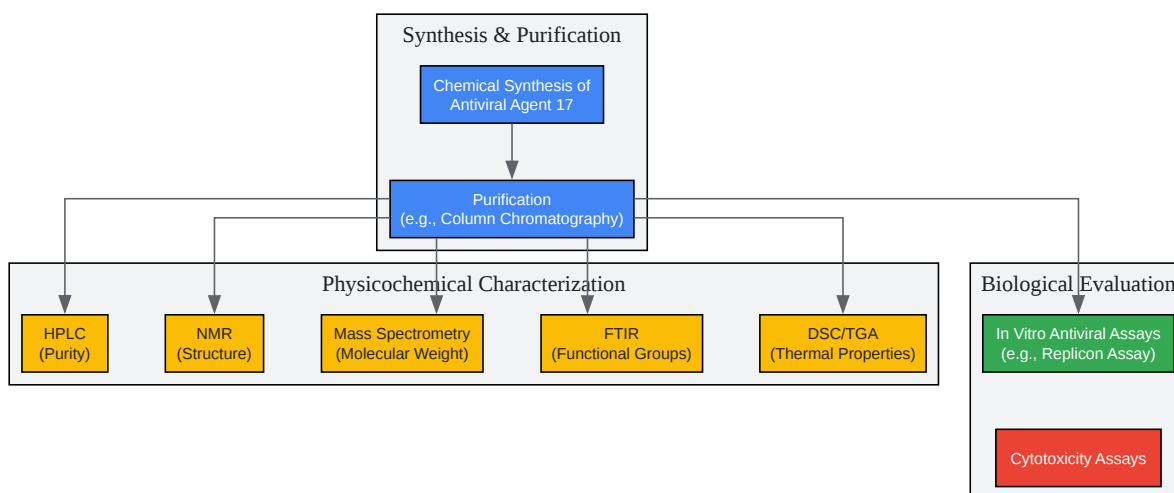 Synthesis & Purification
Chemical Synthesis of
Antiviral Agent 17
Purification
(e.g., Column Chromatography)
Physicochemical Characterization
HPLC
(Purity)
NMR
(Structure)
Mass Spectrometry
(Molecular Weight)
FTIR
(Functional Groups)
DSC/TGA
(Thermal Properties)
Biological Evaluation
In Vitro Antiviral Assays
(e.g., Replicon Assay)
Cytotoxicity Assays